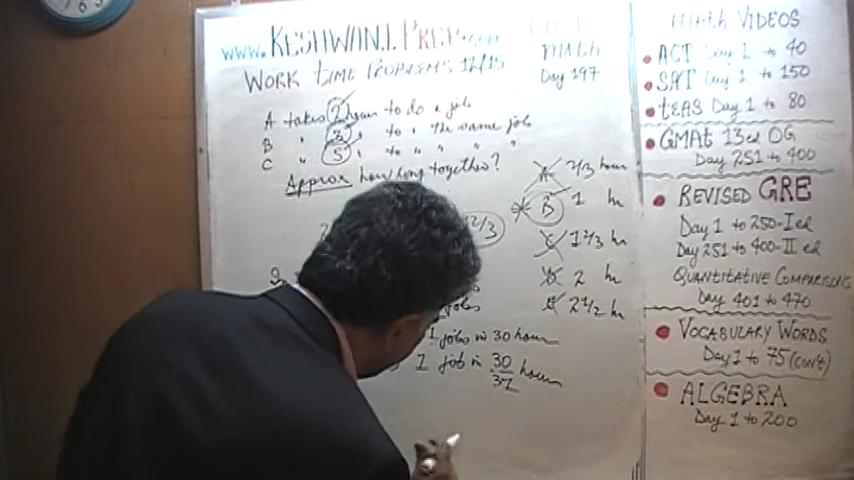 www. KESHWANI PREP.com
MATH
WORK TIME PROBLEMS 12/15
Day 197
A takes 2 hours to do a job
B " 3 " to " the same job
C " 5 " to " " " "
Approx how long together?
A 2/3 hour
B 1 hr
C 1 2/3 hr
2 hr
2 1/2 hr
2/3
jobs in 30 hours
1 job in 30/31 hours
Math VIDEOS
ACT Day 1 to 40
SAT Day 1 to 150
tEAS Day 1 to 80
GMAt 13ed OG
Day 251 to 400
REVISED GRE
Day 1 to 250-I ed
Day 251 to 400-II ed
QUANTITATIVE COMPARISONS
Day 401 to 470
VOCABULARY WORDS
Day 1 to 75 (con't)
ALGEBRA
Day 1 to 200